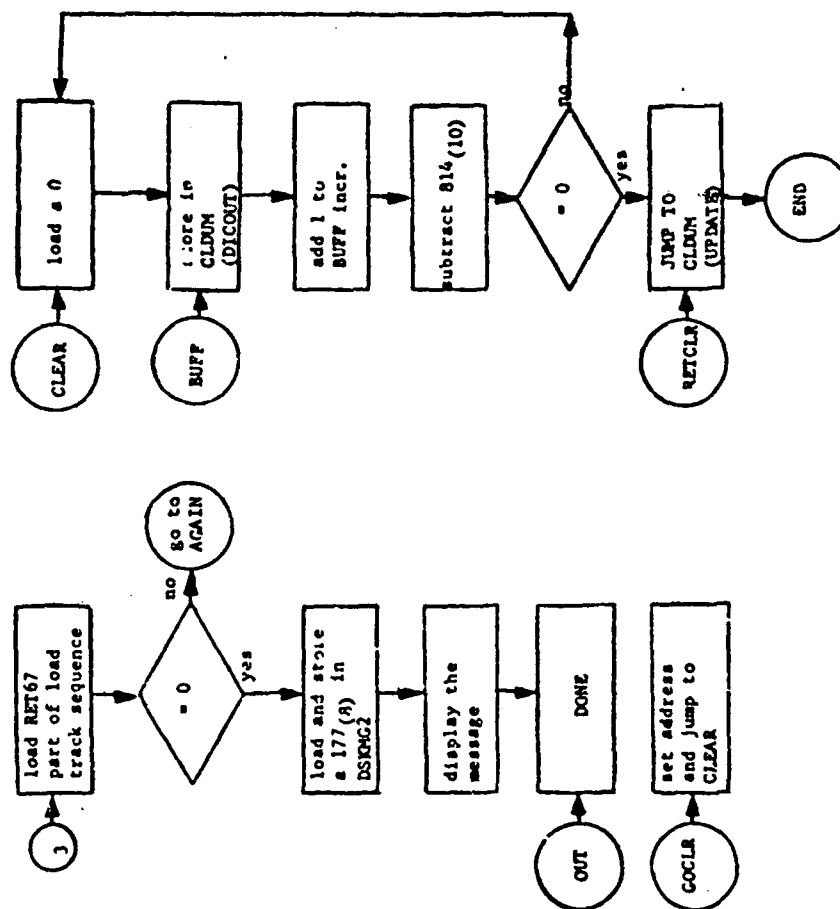 CLEAR
load a 0
BUFF
store in
CLDUM
(DICOUT)
add 1 to
BUFF incr.
subtract 814(10)
= 0
no
yes
RETCLR
JUMP TO
CLDUM
(UPDATE)
END
3
load RET67
part of load
track sequence
= 0
no
go to
AGAIN
yes
load and store
a 177(8) in
DSKMG2
display the
message
OUT
DONE
GOCLR
set address
and jump to
CLEAR